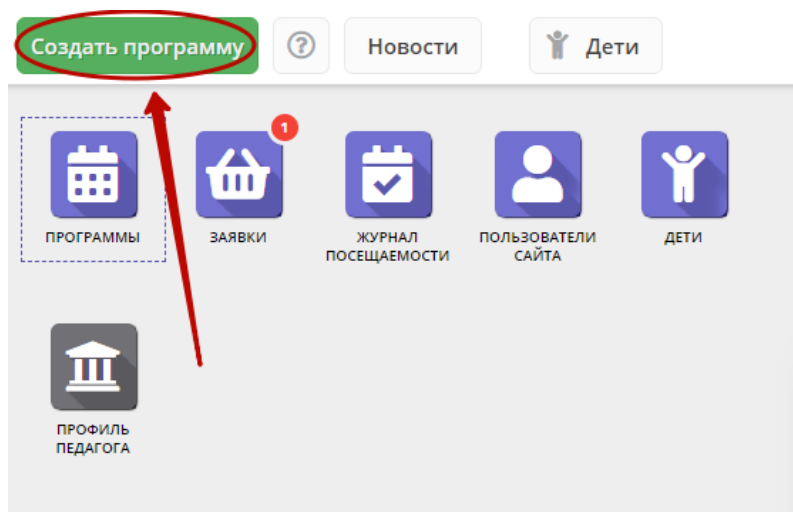 Создать программу
?
Новости
Дети
1
ПРОГРАММЫ
ЗАЯВКИ
ЖУРНАЛ
ПОСЕЩАЕМОСТИ
ПОЛЬЗОВАТЕЛИ
САЙТА
ДЕТИ
ПРОФИЛЬ
ПЕДАГОГА